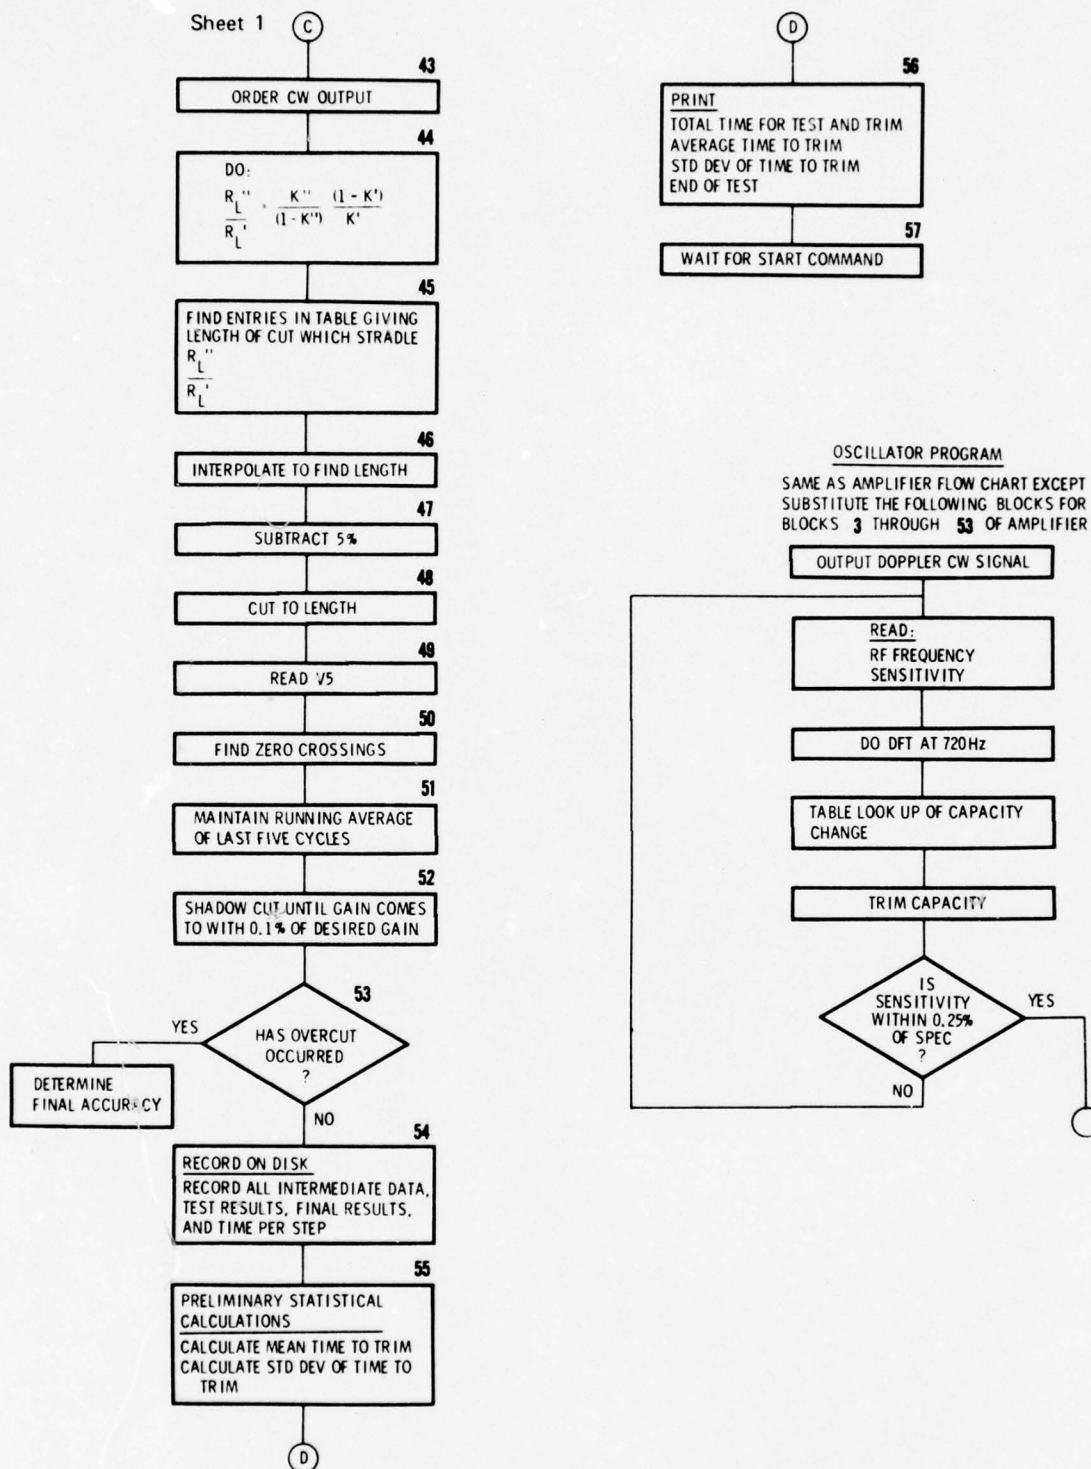 Sheet 1
C
43
ORDER CW OUTPUT
44
DO:
R_L'' / R_L' = K'' / (1 - K'') (1 - K') / K'
45
FIND ENTRIES IN TABLE GIVING
LENGTH OF CUT WHICH STRADLE
R_L''
R_L'
46
INTERPOLATE TO FIND LENGTH
47
SUBTRACT 5%
48
CUT TO LENGTH
49
READ V5
50
FIND ZERO CROSSINGS
51
MAINTAIN RUNNING AVERAGE
OF LAST FIVE CYCLES
52
SHADOW CUT UNTIL GAIN COMES
TO WITH 0.1% OF DESIRED GAIN
53
HAS OVERCUT
OCCURRED
?
YES
DETERMINE
FINAL ACCURACY
NO
54
RECORD ON DISK
RECORD ALL INTERMEDIATE DATA,
TEST RESULTS, FINAL RESULTS,
AND TIME PER STEP
55
PRELIMINARY STATISTICAL
CALCULATIONS
CALCULATE MEAN TIME TO TRIM
CALCULATE STD DEV OF TIME TO
TRIM
D
D
56
PRINT
TOTAL TIME FOR TEST AND TRIM
AVERAGE TIME TO TRIM
STD DEV OF TIME TO TRIM
END OF TEST
57
WAIT FOR START COMMAND
OSCILLATOR PROGRAM
SAME AS AMPLIFIER FLOW CHART EXCEPT
SUBSTITUTE THE FOLLOWING BLOCKS FOR
BLOCKS 3 THROUGH 53 OF AMPLIFIER
OUTPUT DOPPLER CW SIGNAL
READ:
RF FREQUENCY
SENSITIVITY
DO DFT AT 720Hz
TABLE LOOK UP OF CAPACITY
CHANGE
TRIM CAPACITY
IS
SENSITIVITY
WITHIN 0.25%
OF SPEC
?
YES
NO